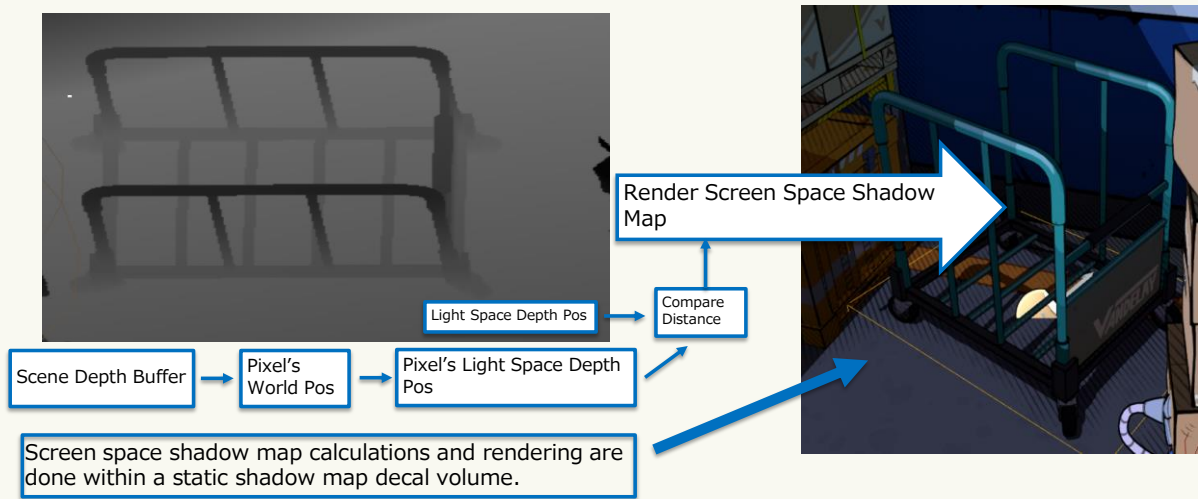 Render Screen Space Shadow
Map
Light Space Depth Pos
Compare
Distance
Scene Depth Buffer
Pixel's
World Pos
Pixel's Light Space Depth
Pos
Screen space shadow map calculations and rendering are
done within a static shadow map decal volume.
VANDELAY